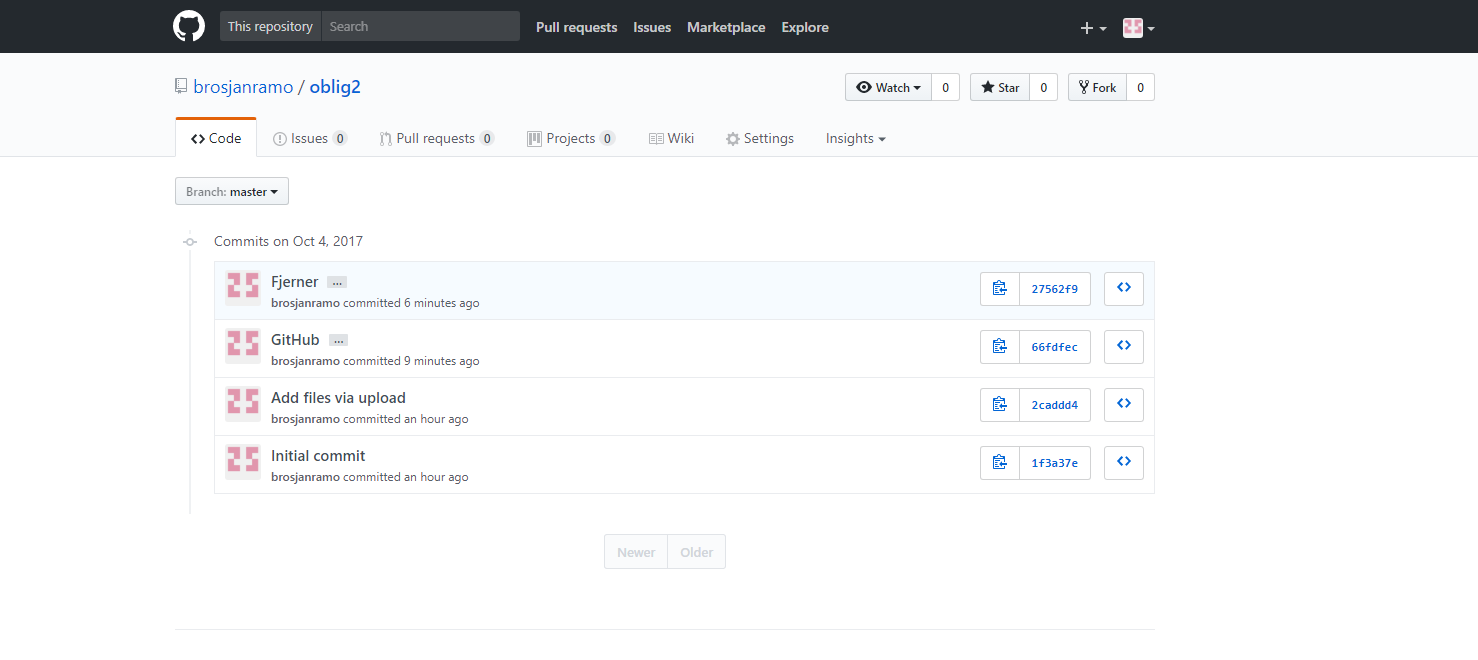 This repository Search Pull requests Issues Marketplace Explore
brosjanramo / oblig2 Watch 0 Star 0 Fork 0
Code Issues 0 Pull requests 0 Projects 0 Wiki Settings Insights
Branch: master
Commits on Oct 4, 2017
Fjerner ...
brosjanramo committed 6 minutes ago
27562f9
GitHub ...
brosjanramo committed 9 minutes ago
66fdfec
Add files via upload
brosjanramo committed an hour ago
2caddd4
Initial commit
brosjanramo committed an hour ago
1f3a37e
Newer Older